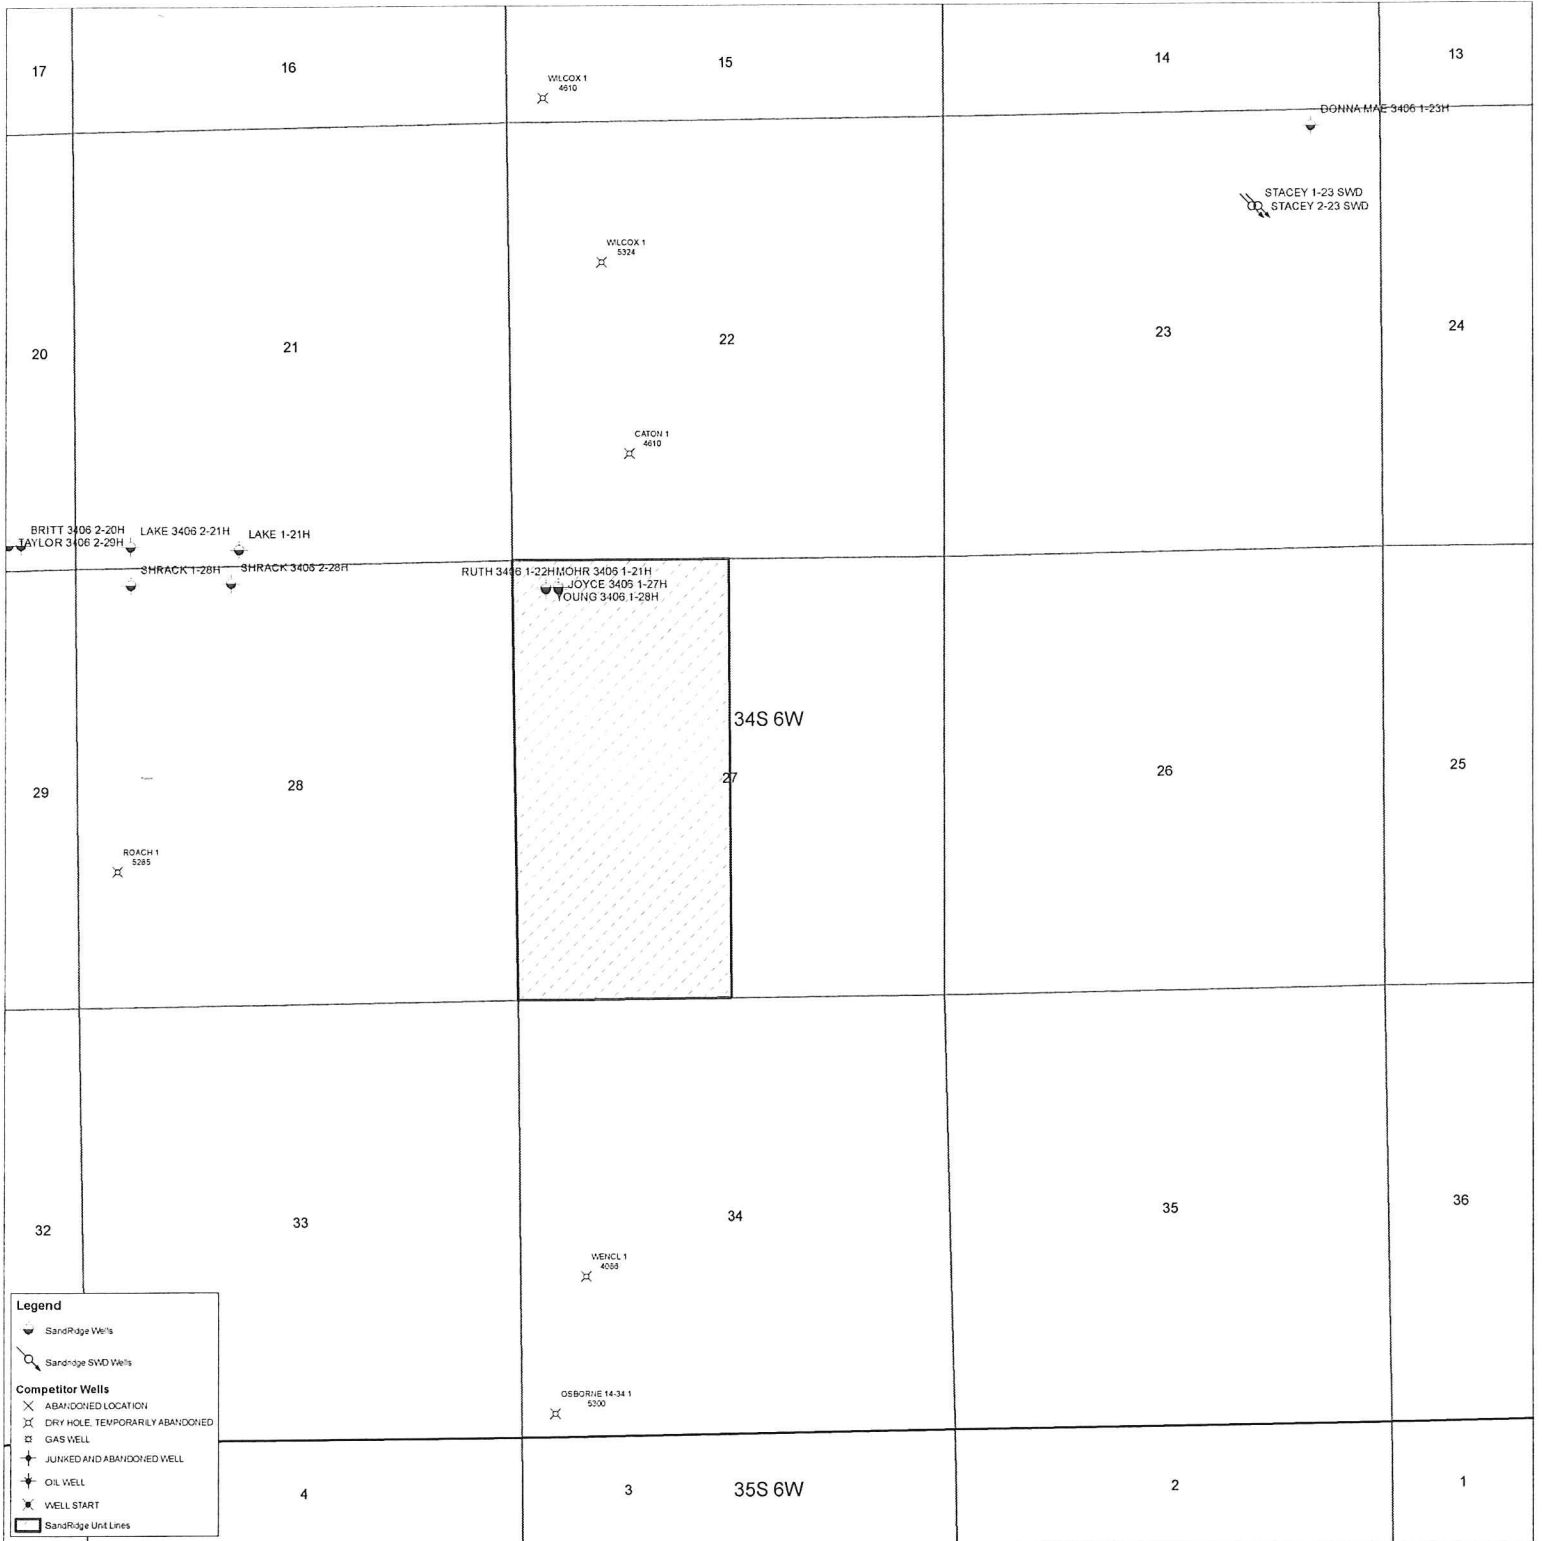 17
16
15
14
13
WILCOX 1
4610
DONNA MAE 3406 1-23H
STACEY 1-23 SWD
STACEY 2-23 SWD
WILCOX 1
5324
20
21
22
23
24
CATON 1
4610
BRITT 3406 2-20H
LAKE 3406 2-21H
LAKE 1-21H
TAYLOR 3406 2-29H
SHRACK 1-28H
SHRACK 3406 2-28H
RUTH 3406 1-22H
MOHR 3406 1-21H
JOYCE 3406 1-27H
YOUNG 3406 1-28H
34S 6W
29
28
27
26
25
ROACH 1
5285
32
33
34
35
36
WENCL 1
OSBORNE 14-34 1
5300
4
3
35S 6W
2
1
Legend
SandRidge Wells
Sandridge SWD Wells
Competitor Wells
ABANDONED LOCATION
DRY HOLE, TEMPORARILY ABANDONED
GAS WELL
JUNKED AND ABANDONED WELL
OIL WELL
WELL START
SandRidge Unit Lines